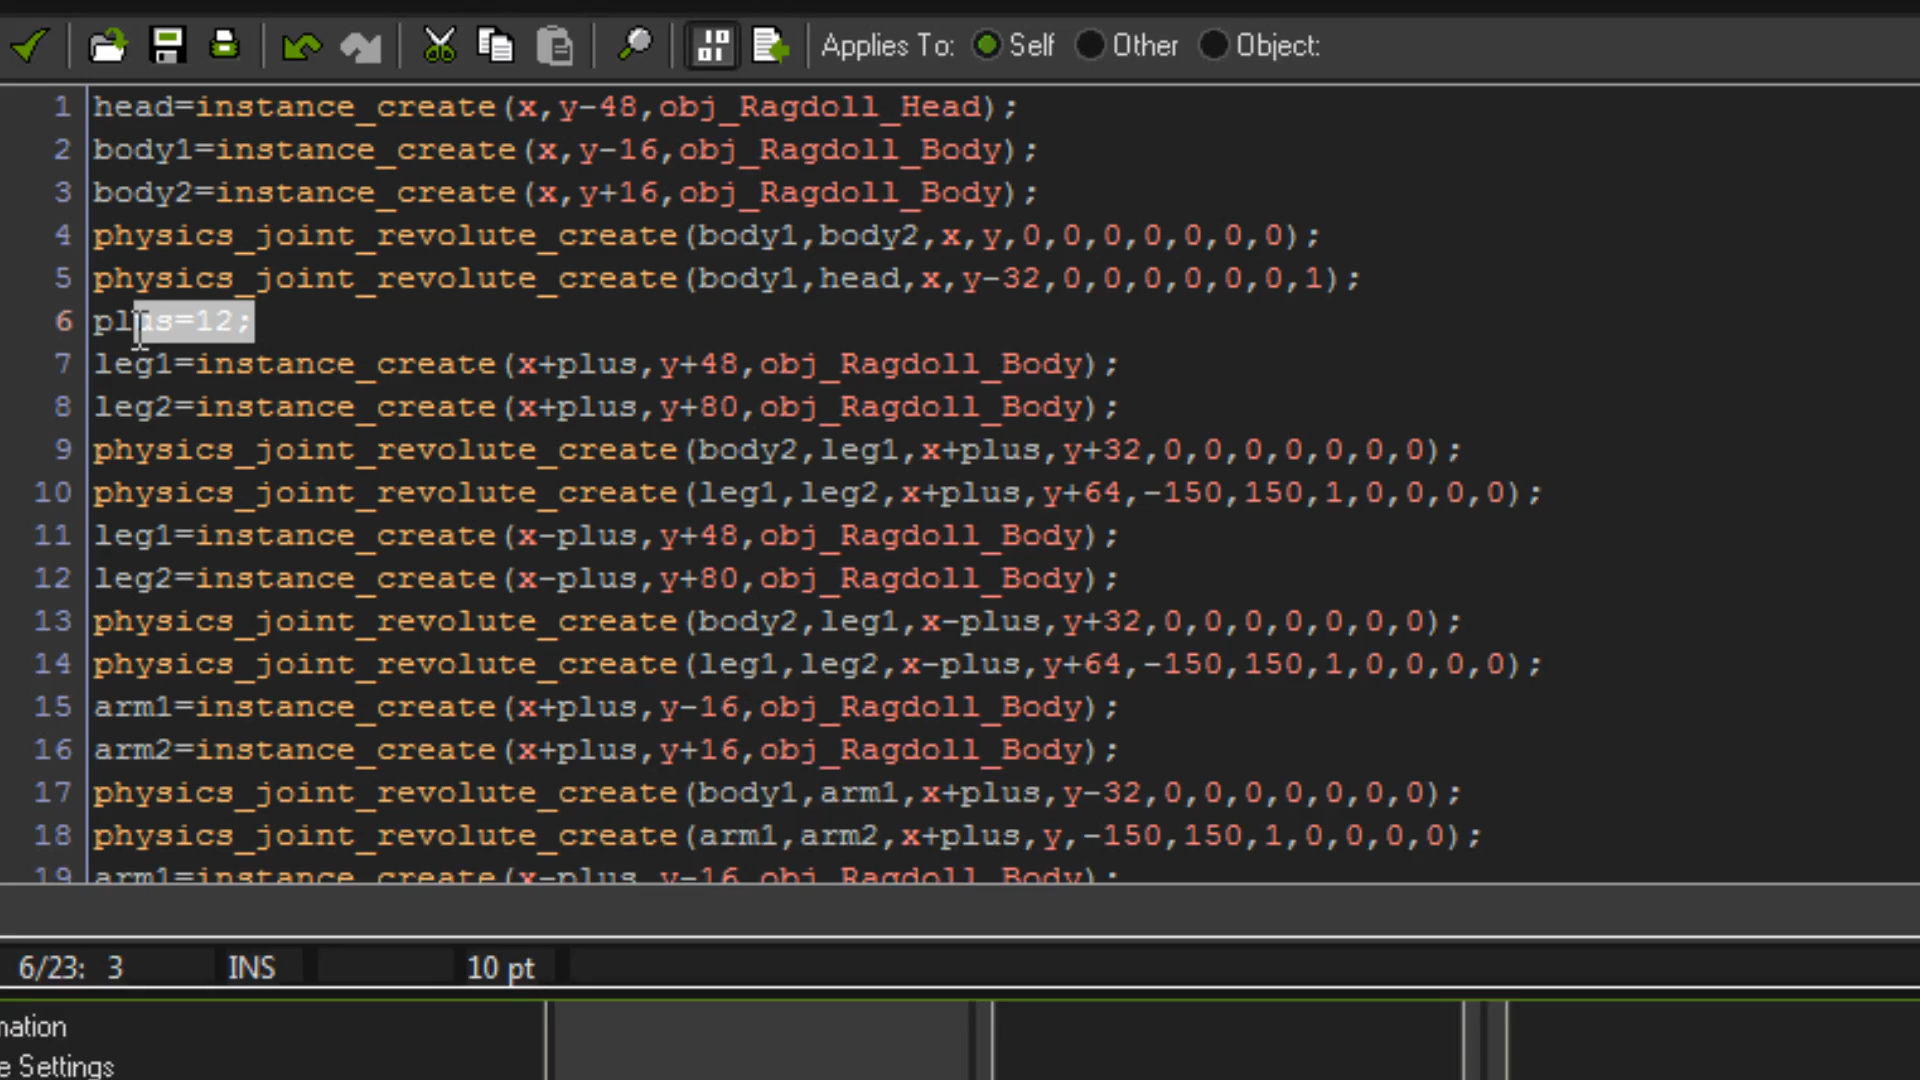 Applies To: Self Other Object:
1 head=instance_create(x,y-48,obj_Ragdoll_Head);
2 body1=instance_create(x,y-16,obj_Ragdoll_Body);
3 body2=instance_create(x,y+16,obj_Ragdoll_Body);
4 physics_joint_revolute_create(body1,body2,x,y,0,0,0,0,0,0,0);
5 physics_joint_revolute_create(body1,head,x,y-32,0,0,0,0,0,0,1);
6 plus=12;
7 leg1=instance_create(x+plus,y+48,obj_Ragdoll_Body);
8 leg2=instance_create(x+plus,y+80,obj_Ragdoll_Body);
9 physics_joint_revolute_create(body2,leg1,x+plus,y+32,0,0,0,0,0,0,0);
10 physics_joint_revolute_create(leg1,leg2,x+plus,y+64,-150,150,1,0,0,0,0);
11 leg1=instance_create(x-plus,y+48,obj_Ragdoll_Body);
12 leg2=instance_create(x-plus,y+80,obj_Ragdoll_Body);
13 physics_joint_revolute_create(body2,leg1,x-plus,y+32,0,0,0,0,0,0,0);
14 physics_joint_revolute_create(leg1,leg2,x-plus,y+64,-150,150,1,0,0,0,0);
15 arm1=instance_create(x+plus,y-16,obj_Ragdoll_Body);
16 arm2=instance_create(x+plus,y+16,obj_Ragdoll_Body);
17 physics_joint_revolute_create(body1,arm1,x+plus,y-32,0,0,0,0,0,0,0);
18 physics_joint_revolute_create(arm1,arm2,x+plus,y,-150,150,1,0,0,0,0);
19 arm1=instance_create(x-plus,y-16,obj_Ragdoll_Body);
6/23: 3 INS 10 pt
mation
e Settings